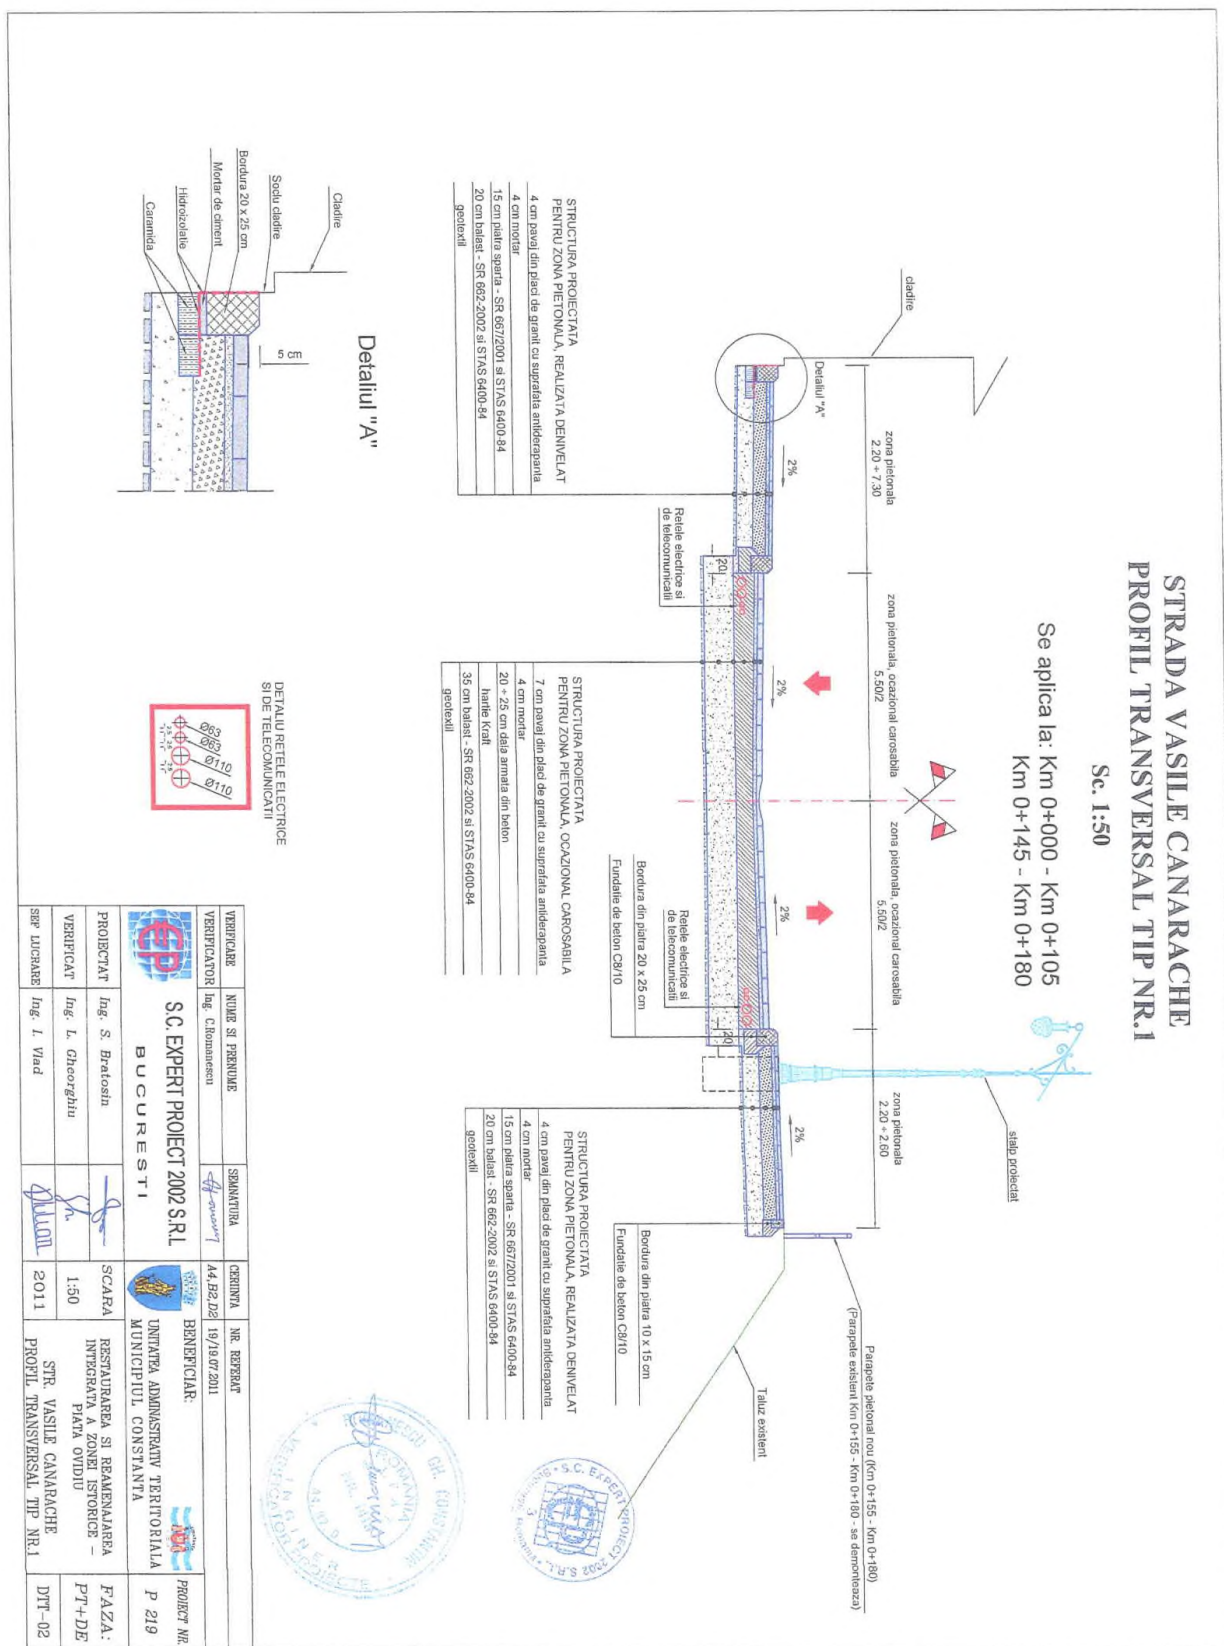 STRADA VASILE CANARACHE
PROFIL TRANSVERSAL TIP NR.1
Sc. 1:50
Se aplica la: Km 0+000 - Km 0+105
Km 0+145 - Km 0+180
cladire
zona pietonala
2.20 ÷ 7.30
zona pietonala, ocazional carosabila
5.50/2
zona pietonala, ocazional carosabila
5.50/2
zona pietonala
2.20 ÷ 2.60
stalp proiectat
Parapete pietonal nou (Km 0+155 - Km 0+180)
(Parapete existent Km 0+155 - Km 0+180 - se demonteaza)
Detaliul "A"
2%
2%
2%
2%
20
20
Retele electrice si
de telecomunicatii
Retele electrice si
de telecomunicatii
Bordura din piatra 20 x 25 cm
Fundatie de beton C8/10
Bordura din piatra 10 x 15 cm
Fundatie de beton C8/10
Taluz existent
STRUCTURA PROIECTATA
PENTRU ZONA PIETONALA, REALIZATA DENIVELAT
4 cm pavaj din placi de granit cu suprafata antiderapanta
4 cm mortar
15 cm piatra sparta - SR 667/2001 si STAS 6400-84
20 cm balast - SR 662-2002 si STAS 6400-84
geotextil
STRUCTURA PROIECTATA
PENTRU ZONA PIETONALA, OCAZIONAL CAROSABILA
7 cm pavaj din placi de granit cu suprafata antiderapanta
4 cm mortar
20 ÷ 25 cm dala armata din beton
hartie Kraft
35 cm balast - SR 662-2002 si STAS 6400-84
geotextil
STRUCTURA PROIECTATA
PENTRU ZONA PIETONALA, REALIZATA DENIVELAT
4 cm pavaj din placi de granit cu suprafata antiderapanta
4 cm mortar
15 cm piatra sparta - SR 667/2001 si STAS 6400-84
20 cm balast - SR 662-2002 si STAS 6400-84
geotextil
Detaliul "A"
Cladire
5 cm
Soclu cladire
Bordura 20 x 25 cm
Mortar de ciment
Hidroizolatie
Caramida
DETALIU RETELE ELECTRICE
SI DE TELECOMUNICATII
Ø63
Ø63
Ø110
Ø110
S.C. EXPERT PROIECT 2002 S.R.L.
ROMANIA
VERIFICARE NUME SI PRENUME SEMNATURA CERINTA NR. REFERAT
VERIFICATOR Ing. C.Romanescu A4,B2,D2 19/19.07.2011
S.C. EXPERT PROIECT 2002 S.R.L
BUCURESTI
BENEFICIAR:
UNITATEA ADMINASTRATIV TERITORIALA
MUNICIPIUL CONSTANTA
PROIECT NR.
P 219
PROIECTAT Ing. S. Bratosin
VERIFICAT Ing. L. Gheorghiu
SEF LUCRARE Ing. I. Vlad
SCARA
1:50
2011
RESTAURAREA SI REAMENAJAREA
INTEGRATA A ZONEI ISTORICE -
PIATA OVIDIU
FAZA:
PT+DE
STR. VASILE CANARACHE
PROFIL TRANSVERSAL TIP NR.1
DTT-02